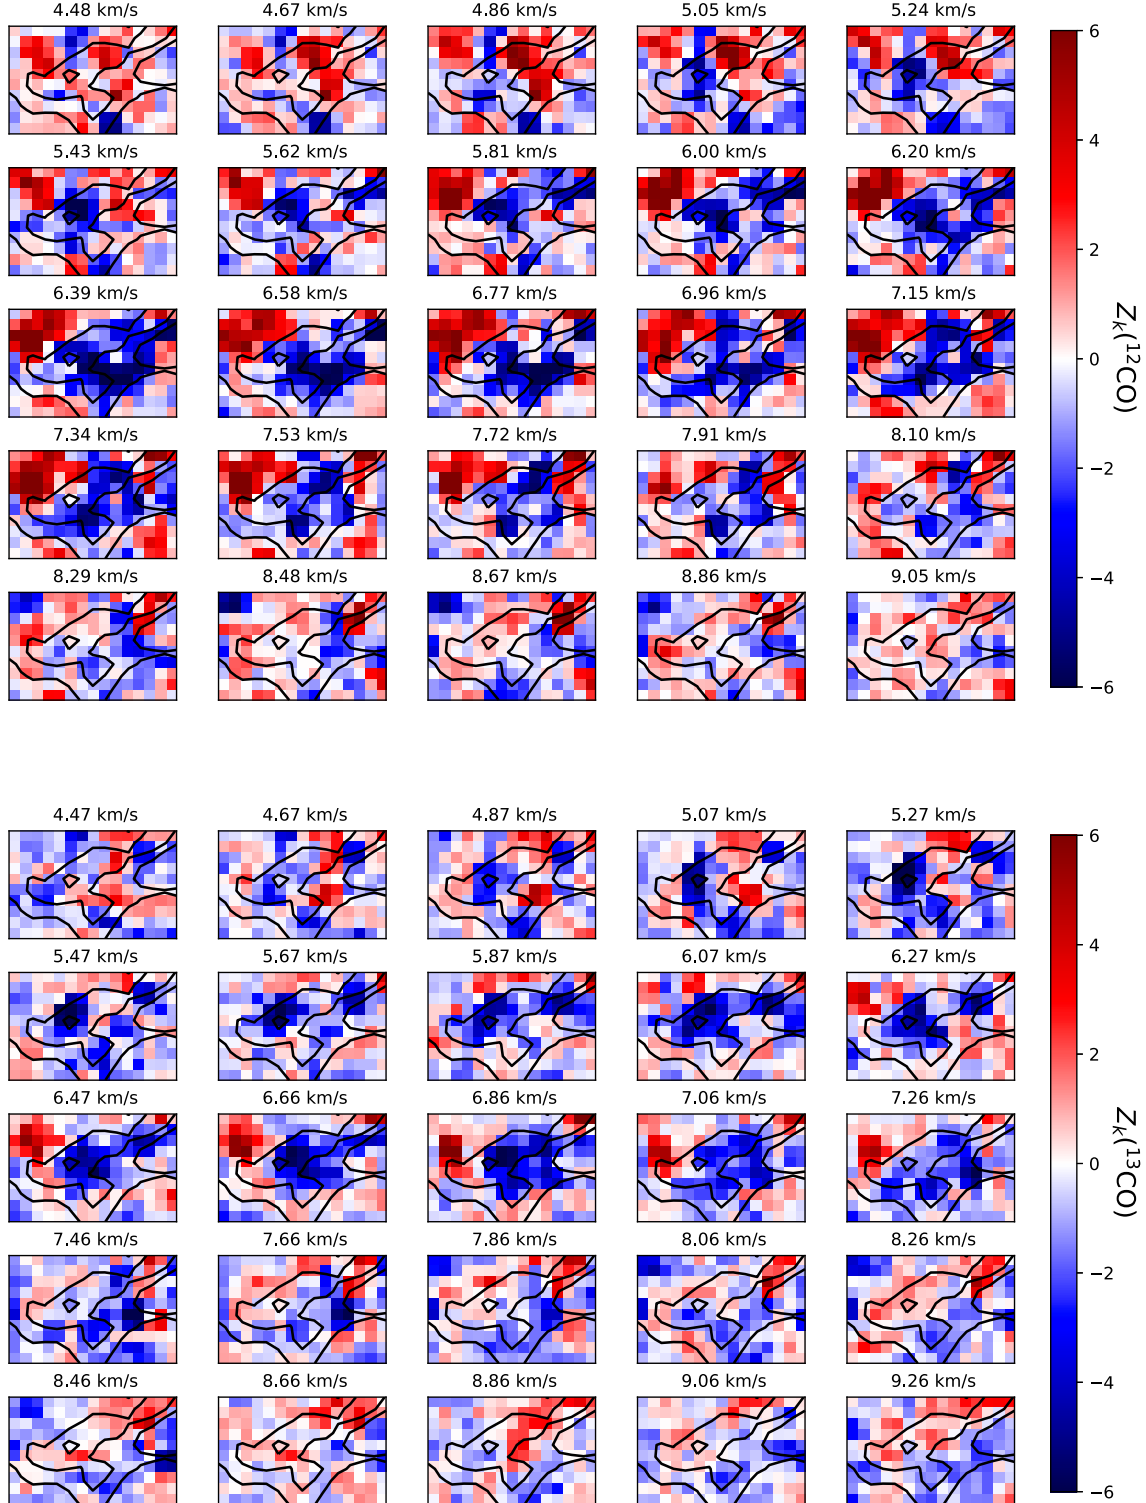 4.48 km/s 4.67 km/s 4.86 km/s 5.05 km/s 5.24 km/s
5.43 km/s 5.62 km/s 5.81 km/s 6.00 km/s 6.20 km/s
6.39 km/s 6.58 km/s 6.77 km/s 6.96 km/s 7.15 km/s
7.34 km/s 7.53 km/s 7.72 km/s 7.91 km/s 8.10 km/s
8.29 km/s 8.48 km/s 8.67 km/s 8.86 km/s 9.05 km/s
6
4
2
0
−2
−4
−6
Z_k(^{12}CO)
4.47 km/s 4.67 km/s 4.87 km/s 5.07 km/s 5.27 km/s
5.47 km/s 5.67 km/s 5.87 km/s 6.07 km/s 6.27 km/s
6.47 km/s 6.66 km/s 6.86 km/s 7.06 km/s 7.26 km/s
7.46 km/s 7.66 km/s 7.86 km/s 8.06 km/s 8.26 km/s
8.46 km/s 8.66 km/s 8.86 km/s 9.06 km/s 9.26 km/s
6
4
2
0
−2
−4
−6
Z_k(^{13}CO)